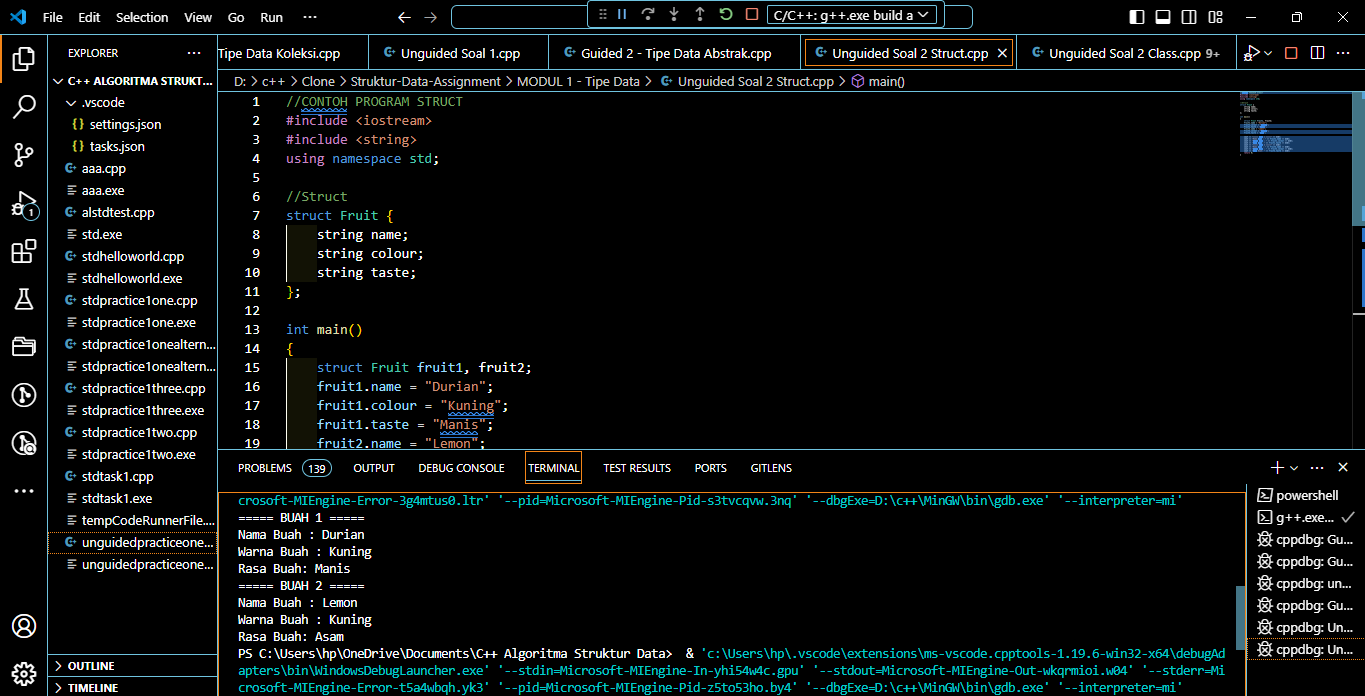 File Edit Selection View Go Run ···
C/C++: g++.exe build a
EXPLORER ···
Tipe Data Koleksi.cpp Unguided Soal 1.cpp Guided 2 - Tipe Data Abstrak.cpp Unguided Soal 2 Struct.cpp Unguided Soal 2 Class.cpp 9+
D: > c++ > Clone > Struktur-Data-Assignment > MODUL 1 - Tipe Data > Unguided Soal 2 Struct.cpp > main()
C++ ALGORITMA STRUKT...
.vscode
settings.json
tasks.json
aaa.cpp
aaa.exe
alstdtest.cpp
std.exe
stdhelloworld.cpp
stdhelloworld.exe
stdpractice1one.cpp
stdpractice1one.exe
stdpractice1onealtern...
stdpractice1onealtern...
stdpractice1three.cpp
stdpractice1three.exe
stdpractice1two.cpp
stdpractice1two.exe
stdtask1.cpp
stdtask1.exe
tempCodeRunnerFile....
unguidedpracticeone...
unguidedpracticeone...
OUTLINE
TIMELINE
1
1 //CONTOH PROGRAM STRUCT
2 #include <iostream>
3 #include <string>
4 using namespace std;
5
6 //Struct
7 struct Fruit {
8 string name;
9 string colour;
10 string taste;
11 };
12
13 int main()
14 {
15 struct Fruit fruit1, fruit2;
16 fruit1.name = "Durian";
17 fruit1.colour = "Kuning";
18 fruit1.taste = "Manis";
19 fruit2.name = "Lemon";
PROBLEMS 139 OUTPUT DEBUG CONSOLE TERMINAL TEST RESULTS PORTS GITLENS
crosoft-MIEngine-Error-3g4mtus0.ltr' '--pid=Microsoft-MIEngine-Pid-s3tvcqvw.3nq' '--dbgExe=D:\c++\MinGW\bin\gdb.exe' '--interpreter=mi'
===== BUAH 1 =====
Nama Buah : Durian
Warna Buah : Kuning
Rasa Buah: Manis
===== BUAH 2 =====
Nama Buah : Lemon
Warna Buah : Kuning
Rasa Buah: Asam
PS C:\Users\hp\OneDrive\Documents\C++ Algoritma Struktur Data> & 'c:\Users\hp\.vscode\extensions\ms-vscode.cpptools-1.19.6-win32-x64\debugAd
apters\bin\WindowsDebugLauncher.exe' '--stdin=Microsoft-MIEngine-In-yhi54w4c.gpu' '--stdout=Microsoft-MIEngine-Out-wkqrmioi.w04' '--stderr=Mi
crosoft-MIEngine-Error-t5a4wbqh.yk3' '--pid=Microsoft-MIEngine-Pid-z5to53ho.by4' '--dbgExe=D:\c++\MinGW\bin\gdb.exe' '--interpreter=mi'
powershell
g++.exe...
cppdbg: Gu...
cppdbg: Gu...
cppdbg: un...
cppdbg: Gu...
cppdbg: Un...
cppdbg: Un...